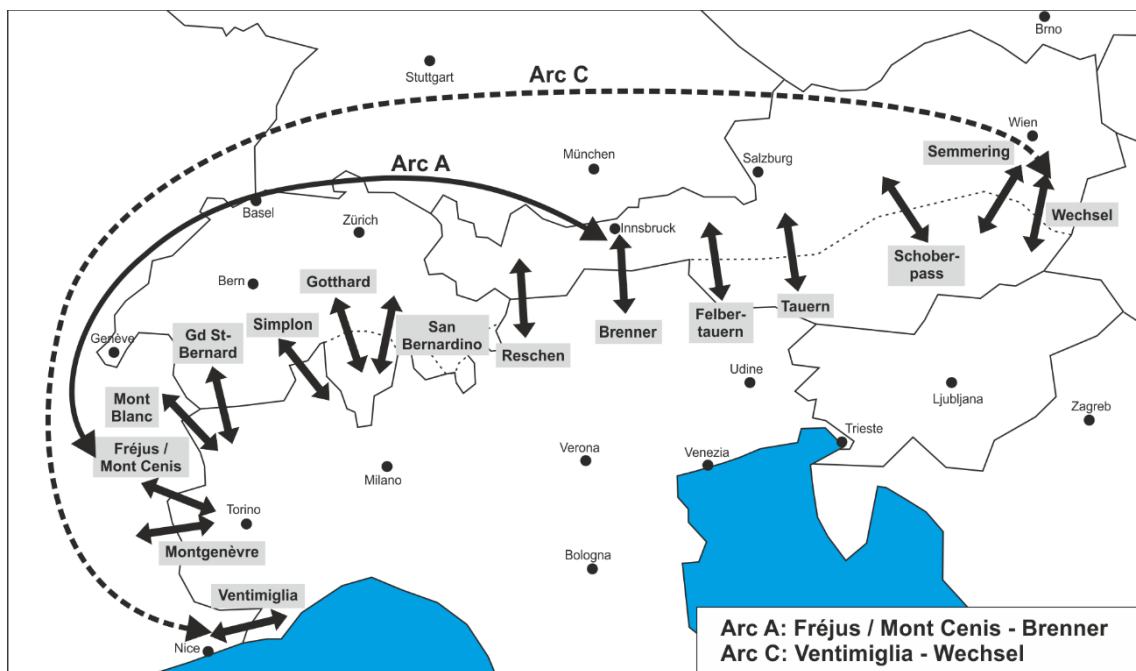 Brno
Stuttgart
Arc C
Wien
Semmering
München
Salzburg
Arc A
Basel
Zürich
Innsbruck
Wechsel
Schober-
pass
Bern
Gotthard
Simplon
San
Bernardino
Reschen
Brenner
Felber-
tauern
Tauern
Genève
Gd St-
Bernard
Mont
Blanc
Udine
Ljubljana
Zagreb
Fréjus /
Mont Cenis
Milano
Verona
Venezia
Trieste
Torino
Montgenèvre
Bologna
Ventimiglia
Nice
Arc A: Fréjus / Mont Cenis - Brenner
Arc C: Ventimiglia - Wechsel